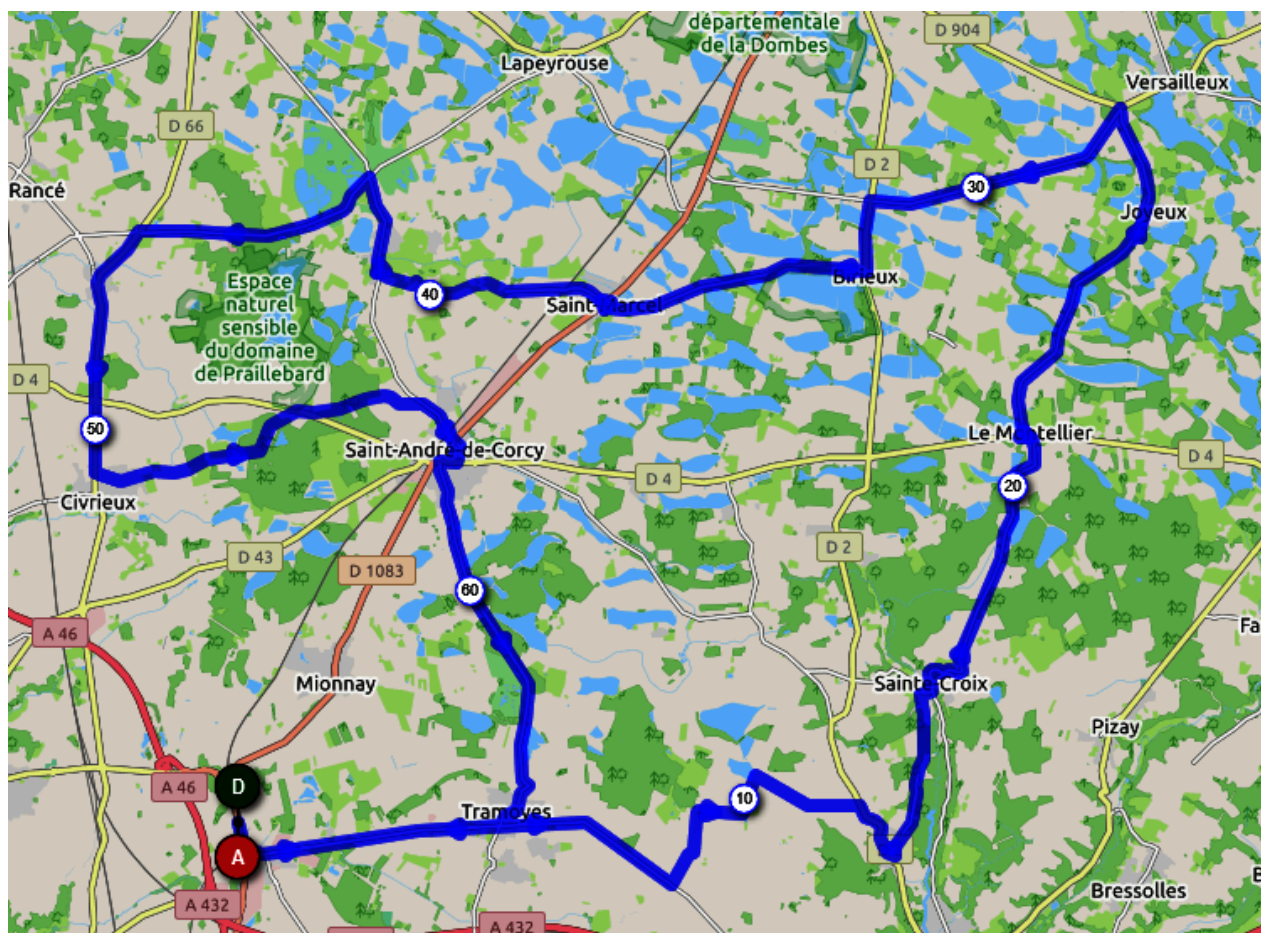 départementale
de la Dombes
D 904
Lapeyrouse
Versailleux
D 66
D 2
Rancé
30
Joyeux
Espace
naturel
sensible
du domaine
de Praillebard
40
Saint-Marcel
Birieux
D 4
50
Le Montellier
Saint-André-de-Corcy
D 4
D 4
20
Civrieux
D 43
D 1083
D 2
60
A 46
Fa
Mionnay
Sainte-Croix
Pizay
A 46
D
10
Tramoyes
A
Bressolles
B
A 432
A 432